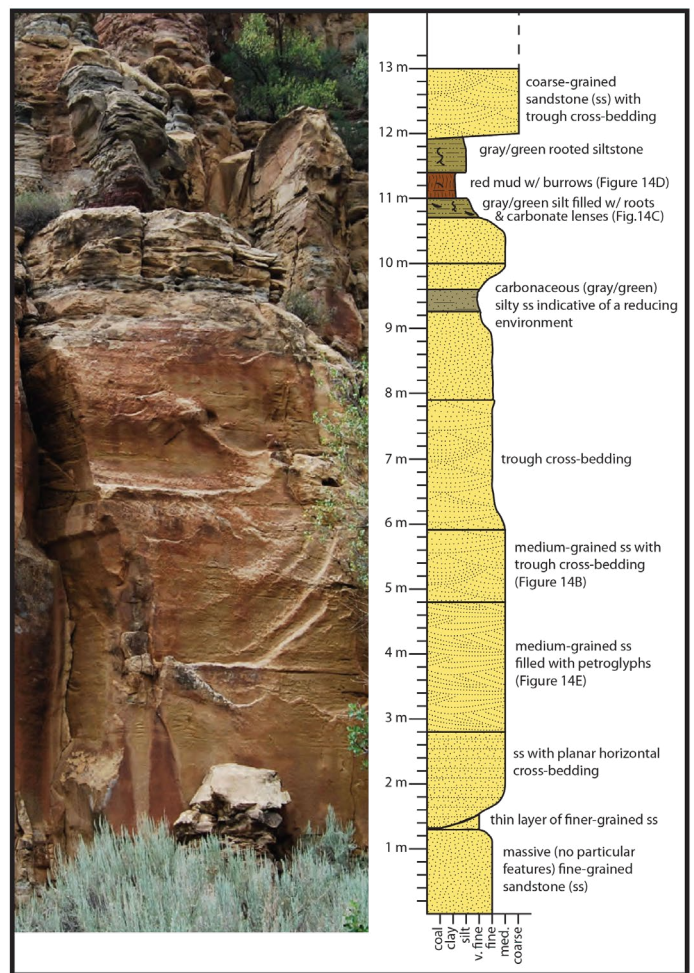 13 m
coarse-grained
sandstone (ss) with
trough cross-bedding
12 m
gray/green rooted siltstone
red mud w/ burrows (Figure 14D)
11 m
gray/green silt filled w/ roots
& carbonate lenses (Fig.14C)
10 m
carbonaceous (gray/green)
silty ss indicative of a reducing
environment
9 m
8 m
7 m
trough cross-bedding
6 m
medium-grained ss with
trough cross-bedding
(Figure 14B)
5 m
medium-grained ss
filled with petroglyphs
(Figure 14E)
4 m
3 m
ss with planar horizontal
cross-bedding
2 m
thin layer of finer-grained ss
1 m
massive (no particular
features) fine-grained
sandstone (ss)
coal
clay
silt
v. fine
fine
med.
coarse